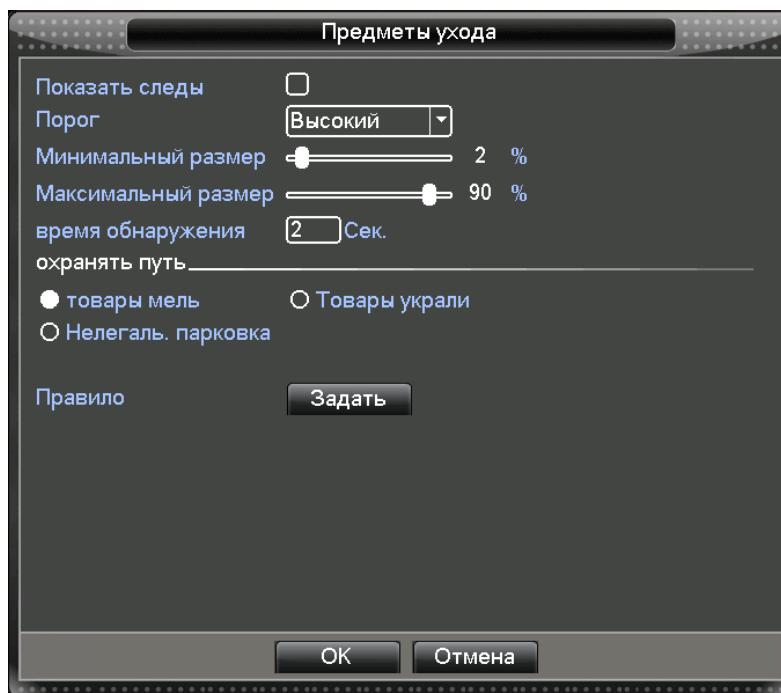 Предметы ухода
Показать следы
Порог Высокий
Минимальный размер 2 %
Максимальный размер 90 %
время обнаружения 2 Сек.
охранять путь
товары мель Товары украли
Нелегаль. парковка
Правило Задать
OK Отмена